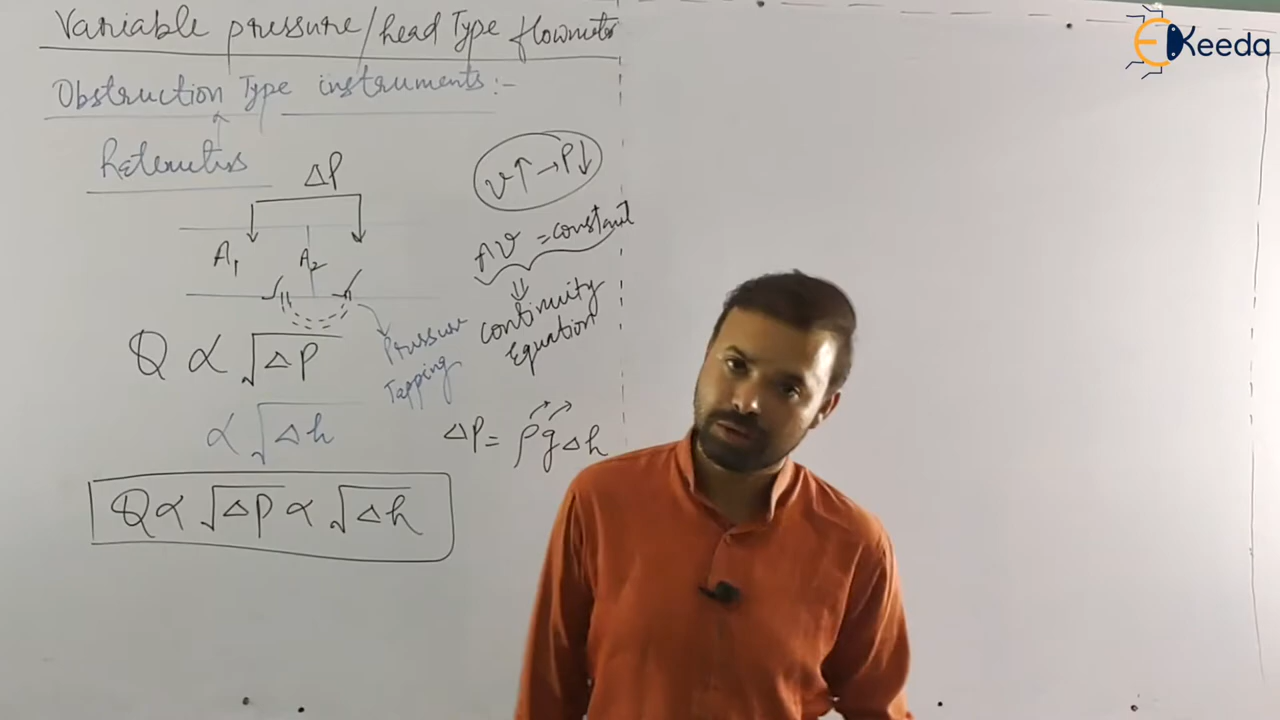 Variable pressure/head Type flowmeter
Obstruction Type instruments:-
ΔP
A₁
A₂
Pressure
Tapping
Q ∝ √ΔP
∝ √Δh
Q ∝ √ΔP ∝ √Δh
v↑ → P↓
Av = constant
⇓
continuity
Equation
ΔP = ρgΔh
EKeeda